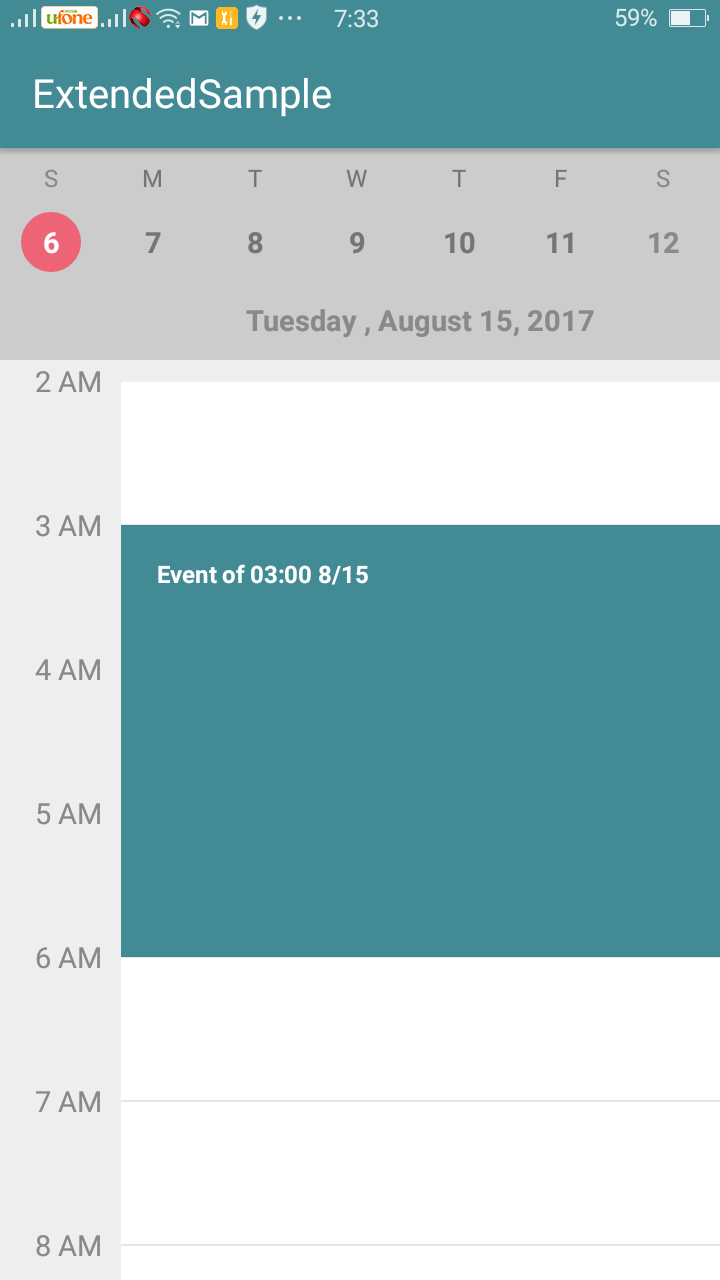 ufone 7:33 59%
ExtendedSample
S M T W T F S
6 7 8 9 10 11 12
Tuesday , August 15, 2017
2 AM
3 AM
Event of 03:00 8/15
4 AM
5 AM
6 AM
7 AM
8 AM